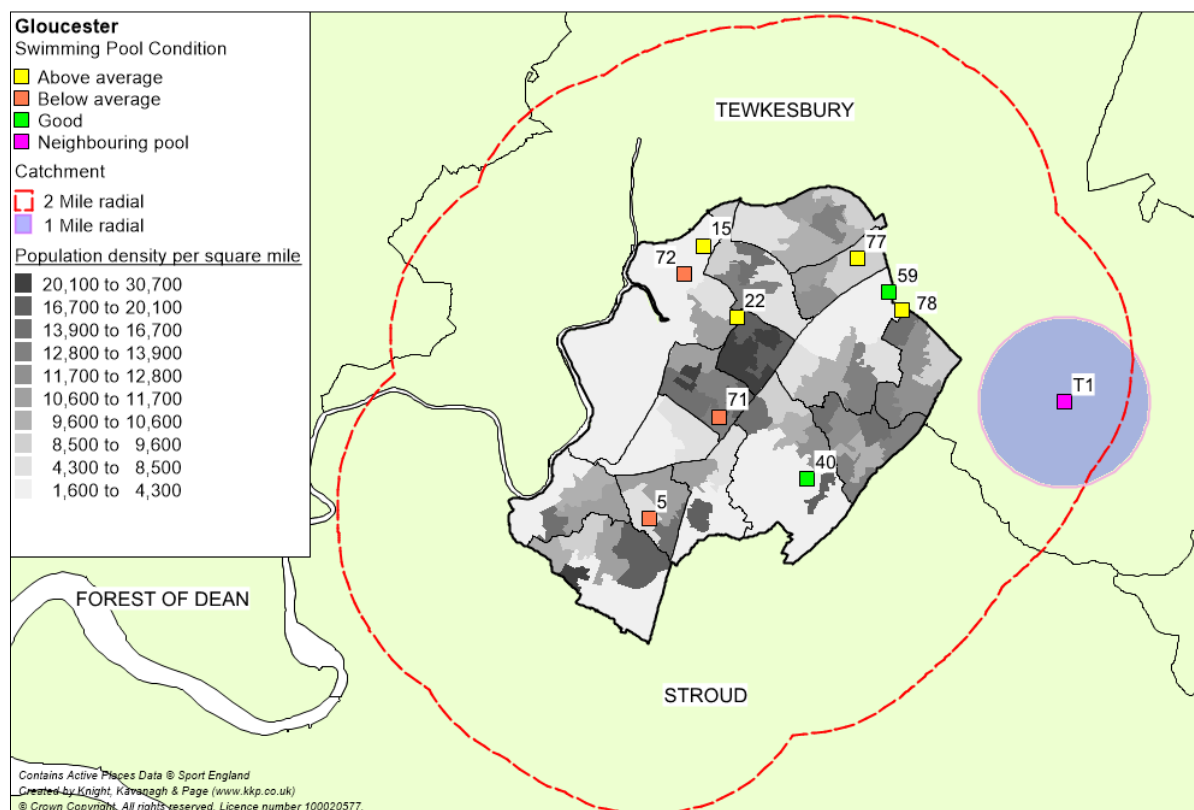 Gloucester
Swimming Pool Condition
Above average
Below average
Good
Neighbouring pool
Catchment
2 Mile radial
1 Mile radial
Population density per square mile
20,100 to 30,700
16,700 to 20,100
13,900 to 16,700
12,800 to 13,900
11,700 to 12,800
10,600 to 11,700
9,600 to 10,600
8,500 to 9,600
4,300 to 8,500
1,600 to 4,300
TEWKESBURY
15
77
72
59
22
78
T1
71
40
5
FOREST OF DEAN
STROUD
Contains Active Places Data © Sport England
Created by Knight, Kavanagh & Page (www.kkp.co.uk)
© Crown Copyright. All rights reserved. Licence number 100020577.